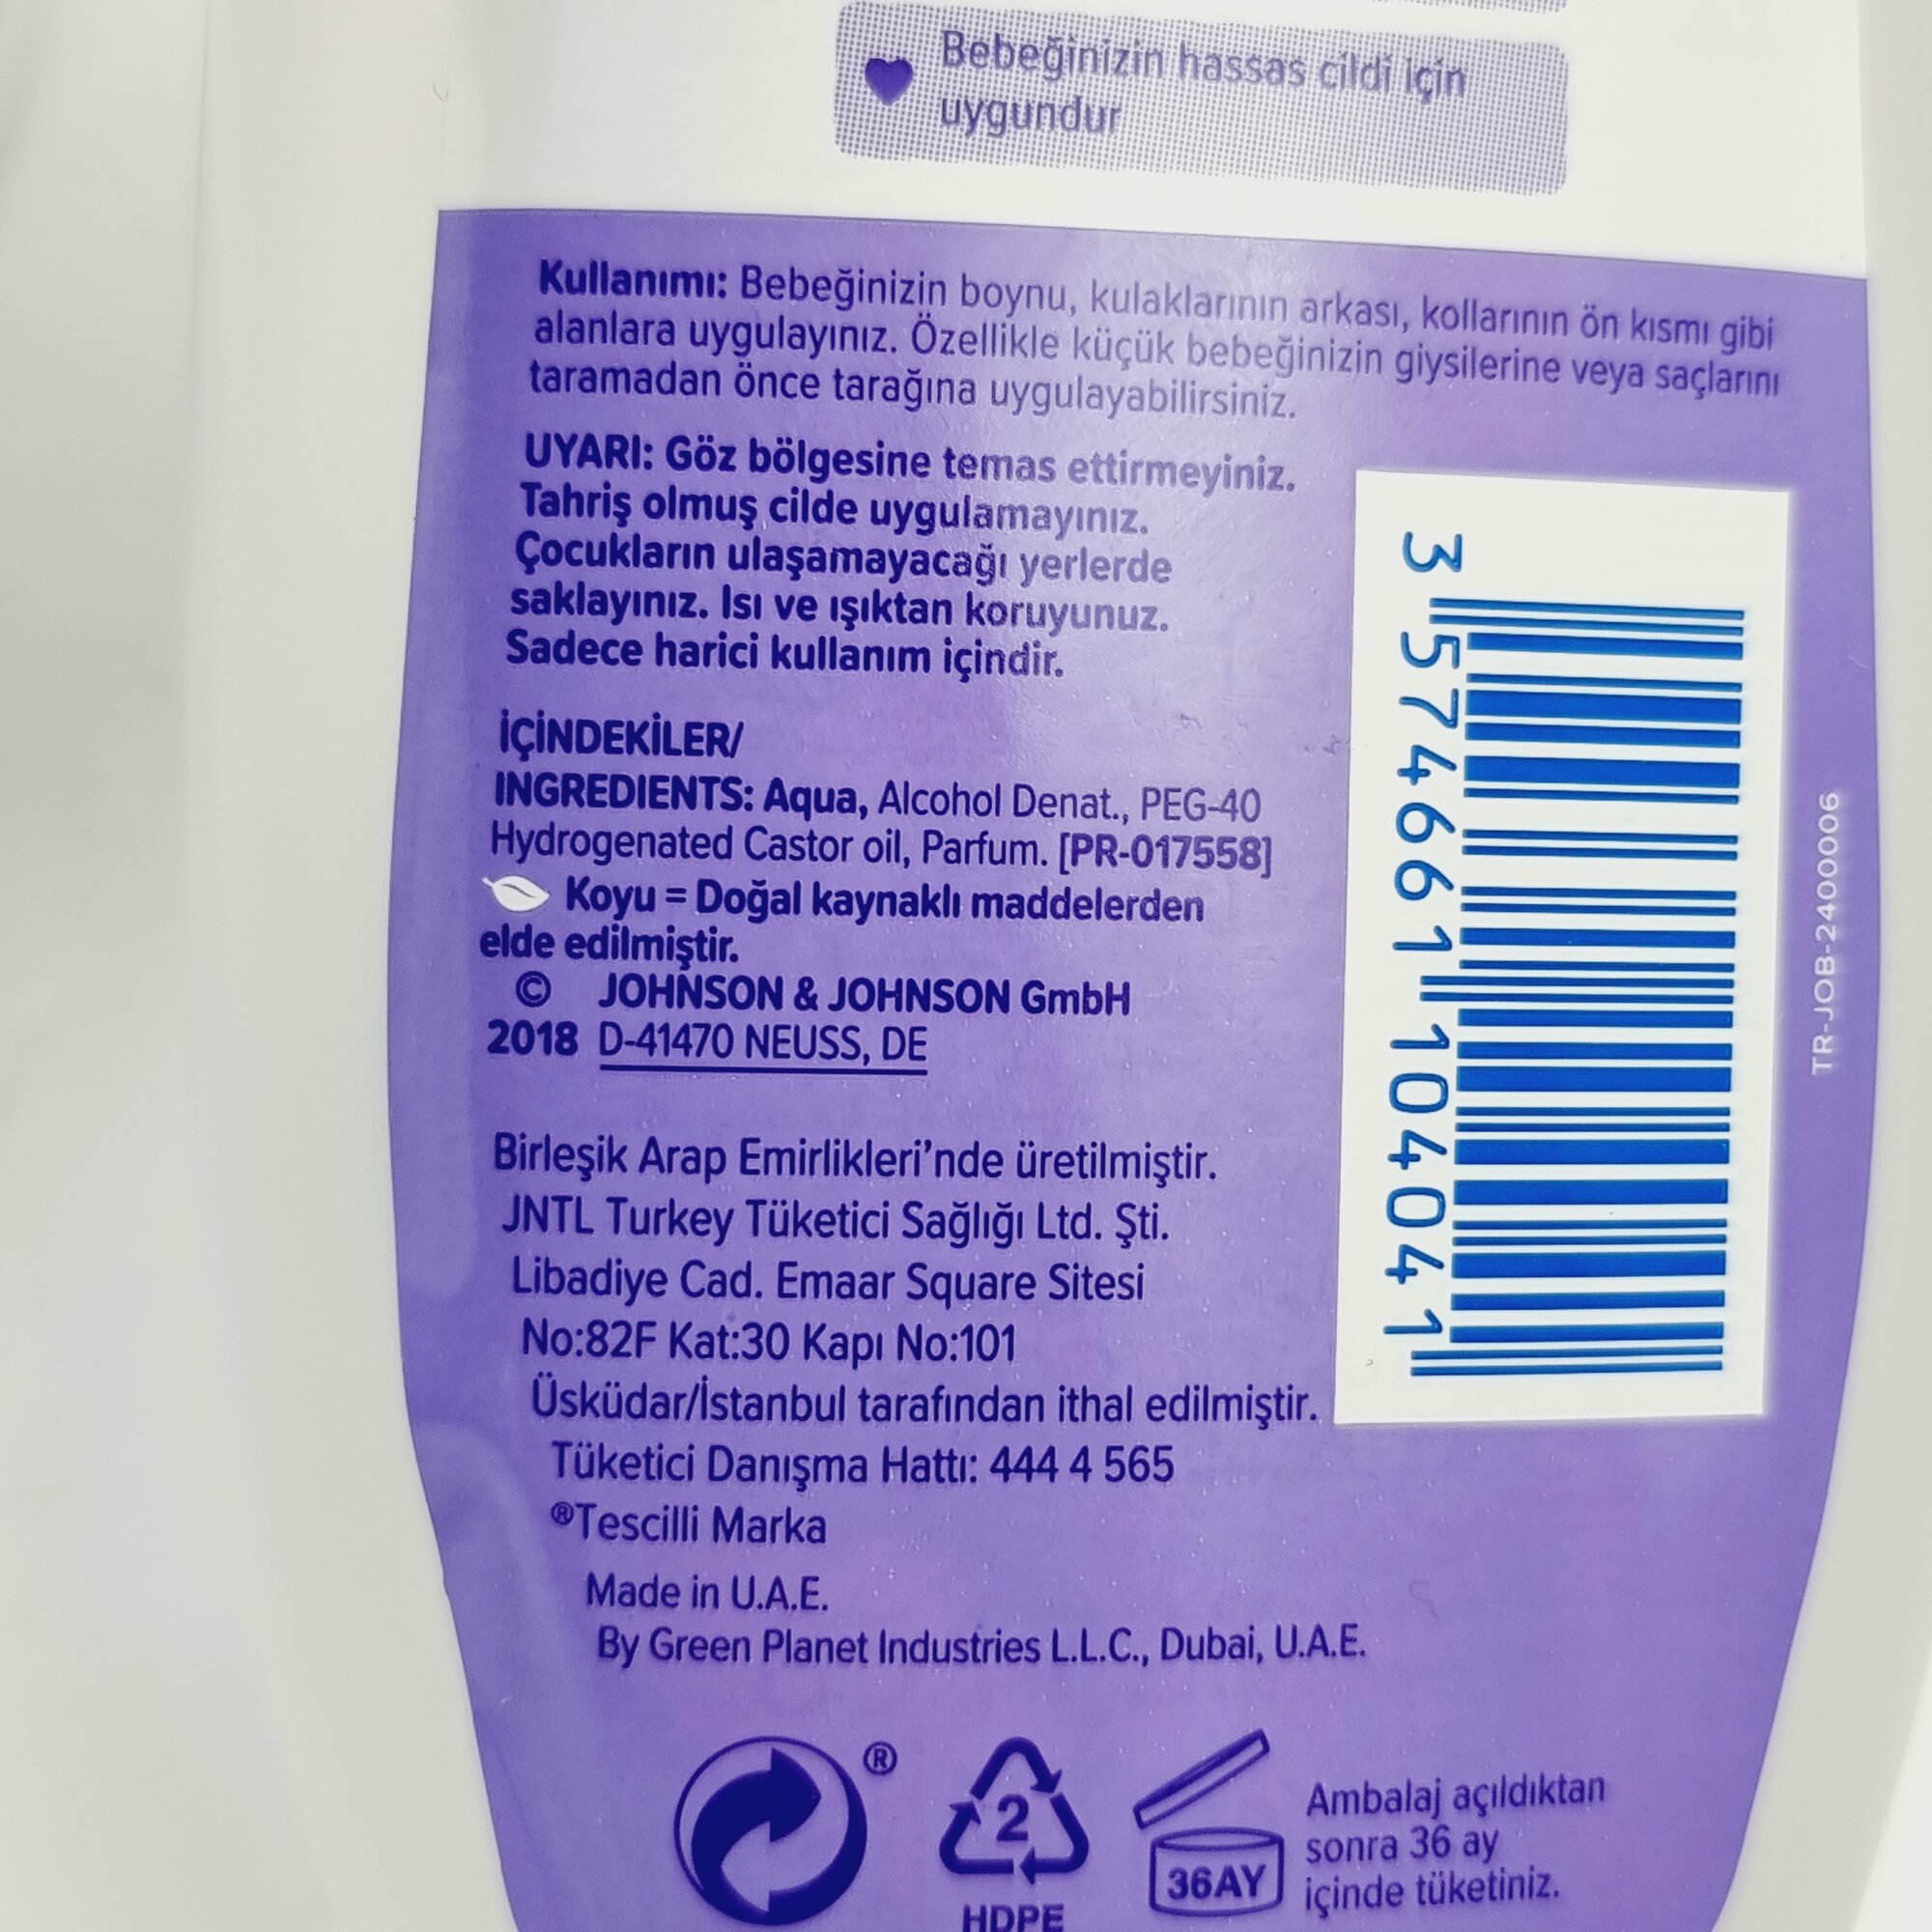 Bebeğinizin hassas cildi için
uygundur
Kullanımı: Bebeğinizin boynu, kulaklarının arkası, kollarının ön kısmı gibi
alanlara uygulayınız. Özellikle küçük bebeğinizin giysilerine veya saçlarını
taramadan önce tarağına uygulayabilirsiniz.
UYARI: Göz bölgesine temas ettirmeyiniz.
Tahriş olmuş cilde uygulamayınız.
Çocukların ulaşamayacağı yerlerde
saklayınız. Isı ve ışıktan koruyunuz.
Sadece harici kullanım içindir.
İÇİNDEKİLER/
INGREDIENTS: Aqua, Alcohol Denat., PEG-40
Hydrogenated Castor oil, Parfum. [PR-017558]
Koyu = Doğal kaynaklı maddelerden
elde edilmiştir.
© JOHNSON & JOHNSON GmbH
2018 D-41470 NEUSS, DE
Birleşik Arap Emirlikleri'nde üretilmiştir.
JNTL Turkey Tüketici Sağlığı Ltd. Şti.
Libadiye Cad. Emaar Square Sitesi
No:82F Kat:30 Kapı No:101
Üsküdar/İstanbul tarafından ithal edilmiştir.
Tüketici Danışma Hattı: 444 4 565
®Tescilli Marka
Made in U.A.E.
By Green Planet Industries L.L.C., Dubai, U.A.E.
3 574661 104041
TR-JOB-2400006
®
2
HDPE
36AY
Ambalaj açıldıktan
sonra 36 ay
içinde tüketiniz.